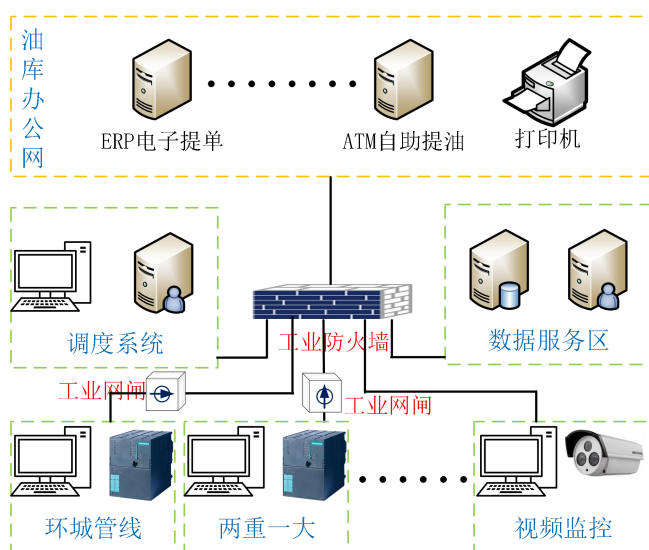 油库办公网
ERP电子提单
ATM自助提油
打印机
调度系统
工业防火墙
数据服务区
工业网闸
工业网闸
环城管线
两重一大
视频监控